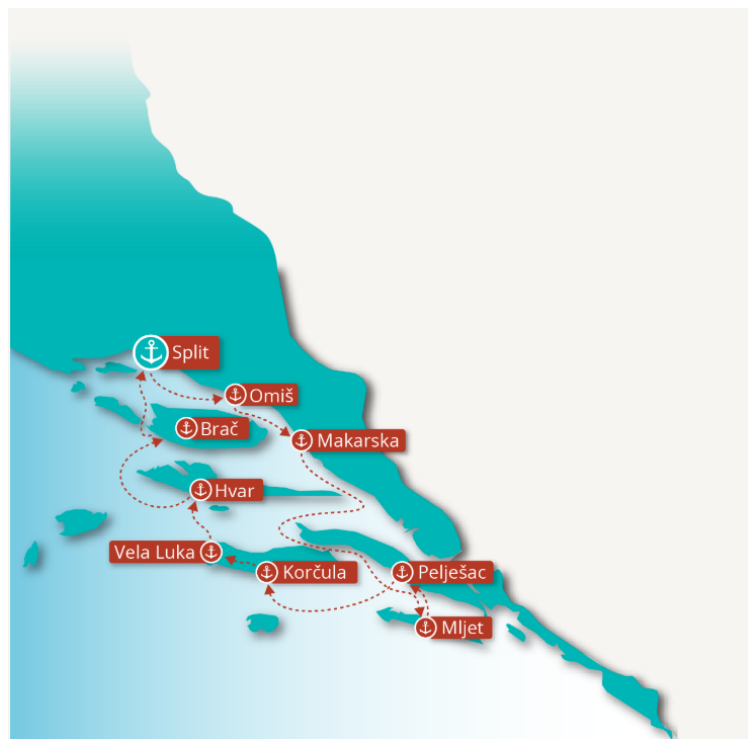 Split
Omiš
Brač
Makarska
Hvar
Vela Luka
Korčula
Pelješac
Mljet